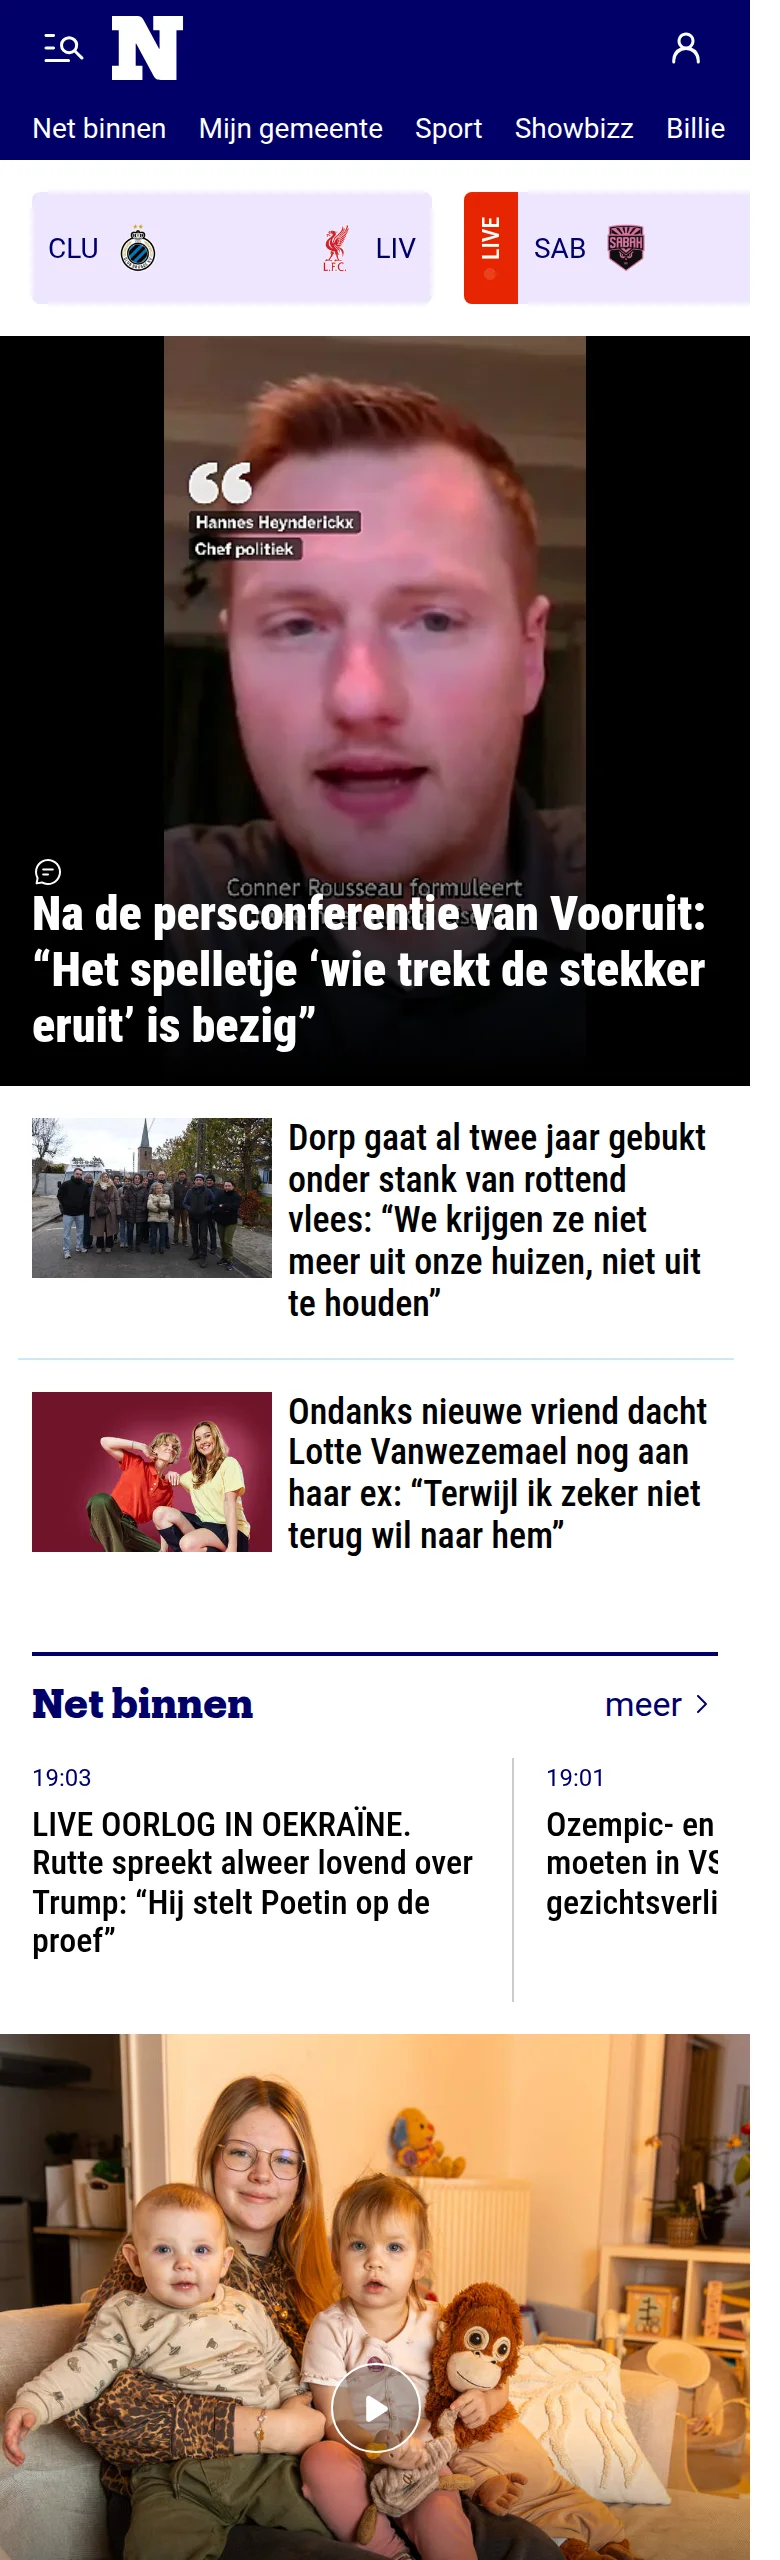 N
Net binnen Mijn gemeente Sport Showbizz Billie
CLU LIV
L.F.C.
LIVE
SAB
SABAH
Hannes Heynderickx
Chef politiek
Conner Rousseau formuleert
Na de persconferentie van Vooruit:
“Het spelletje ‘wie trekt de stekker
eruit’ is bezig”
Dorp gaat al twee jaar gebukt
onder stank van rottend
vlees: “We krijgen ze niet
meer uit onze huizen, niet uit
te houden”
Ondanks nieuwe vriend dacht
Lotte Vanwezemael nog aan
haar ex: “Terwijl ik zeker niet
terug wil naar hem”
Net binnen
meer
19:03
LIVE OORLOG IN OEKRAÏNE.
Rutte spreekt alweer lovend over
Trump: “Hij stelt Poetin op de
proef”
19:01
Ozempic- en
moeten in VS
gezichtsverli